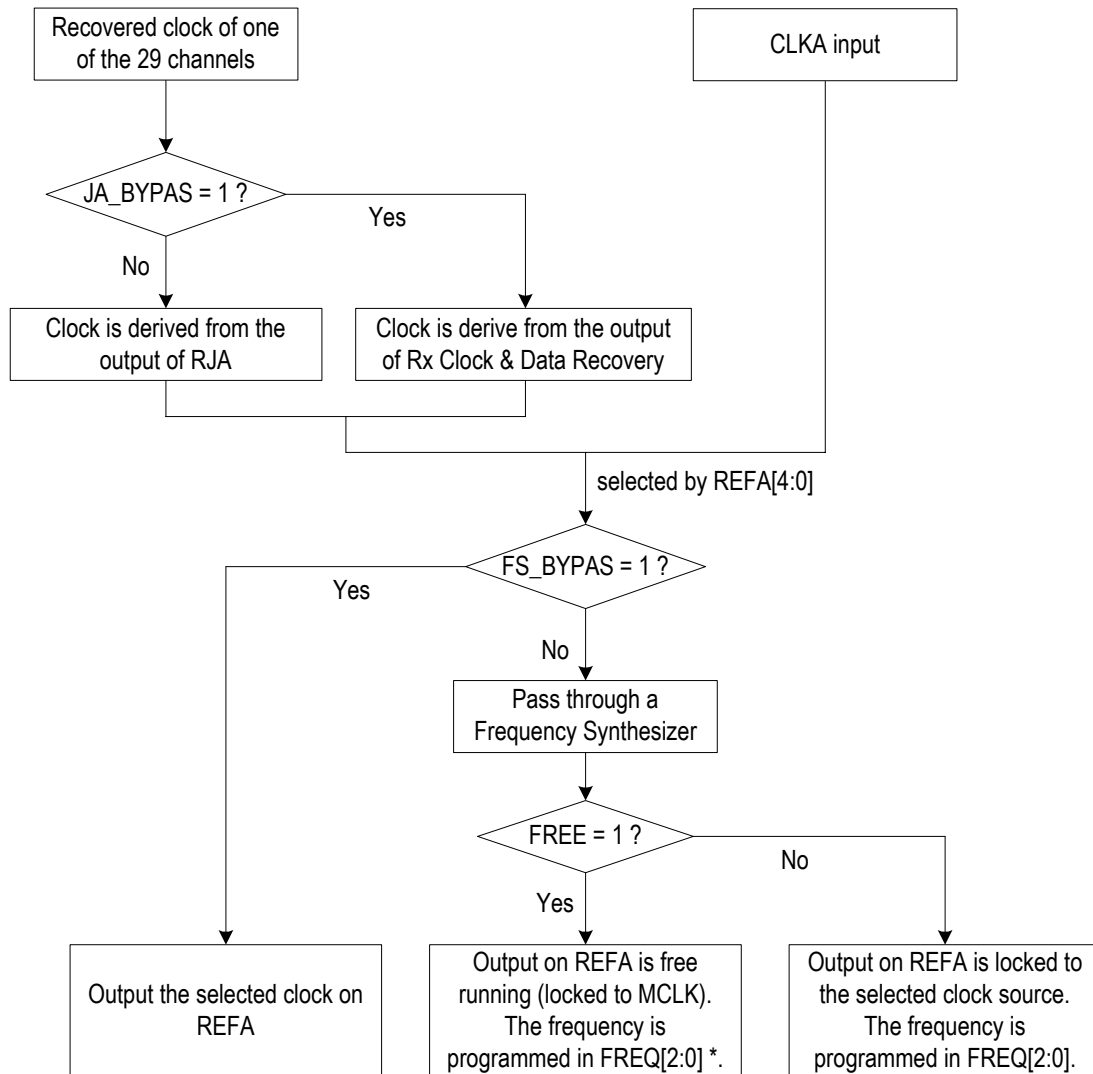 Recovered clock of one
of the 29 channels
CLKA input
JA_BYPAS = 1 ?
Yes
No
Clock is derived from the
output of RJA
Clock is derive from the output
of Rx Clock & Data Recovery
selected by REFA[4:0]
FS_BYPAS = 1 ?
Yes
No
Pass through a
Frequency Synthesizer
FREE = 1 ?
No
Yes
Output the selected clock on
REFA
Output on REFA is free
running (locked to MCLK).
The frequency is
programmed in FREQ[2:0] *.
Output on REFA is locked to
the selected clock source.
The frequency is
programmed in FREQ[2:0].